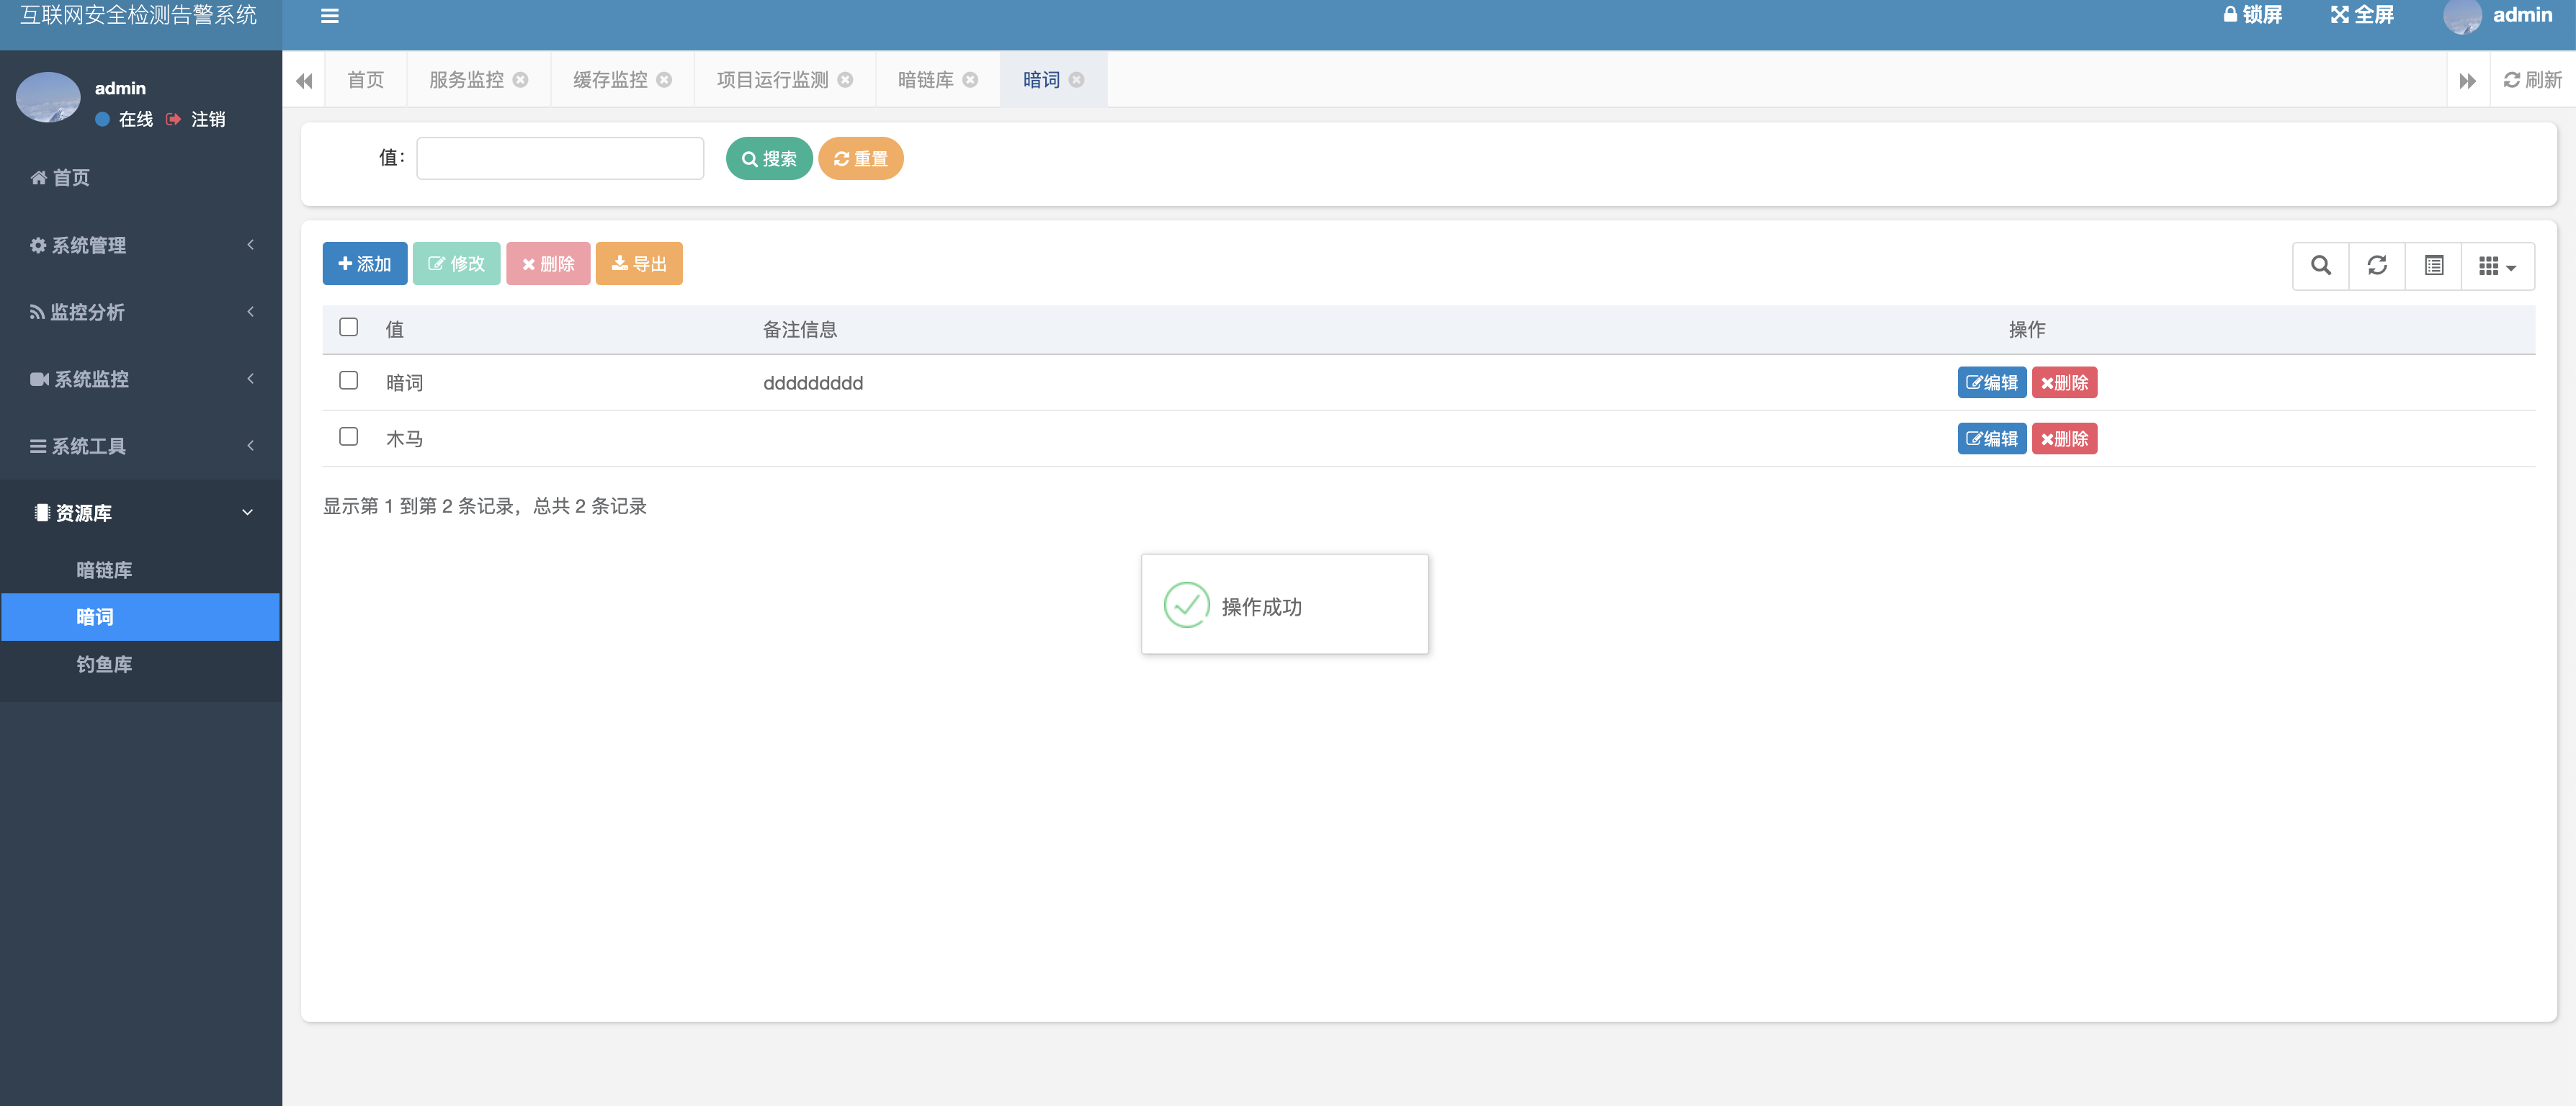 互联网安全检测告警系统
锁屏 全屏 admin
admin
在线 注销
首页
系统管理
监控分析
系统监控
系统工具
资源库
暗链库
暗词
钓鱼库
首页 服务监控 缓存监控 项目运行监测 暗链库 暗词 刷新
值： 搜索 重置
添加 修改 删除 导出
值 备注信息 操作
暗词 ddddddddd 编辑 删除
木马 编辑 删除
显示第 1 到第 2 条记录，总共 2 条记录
操作成功